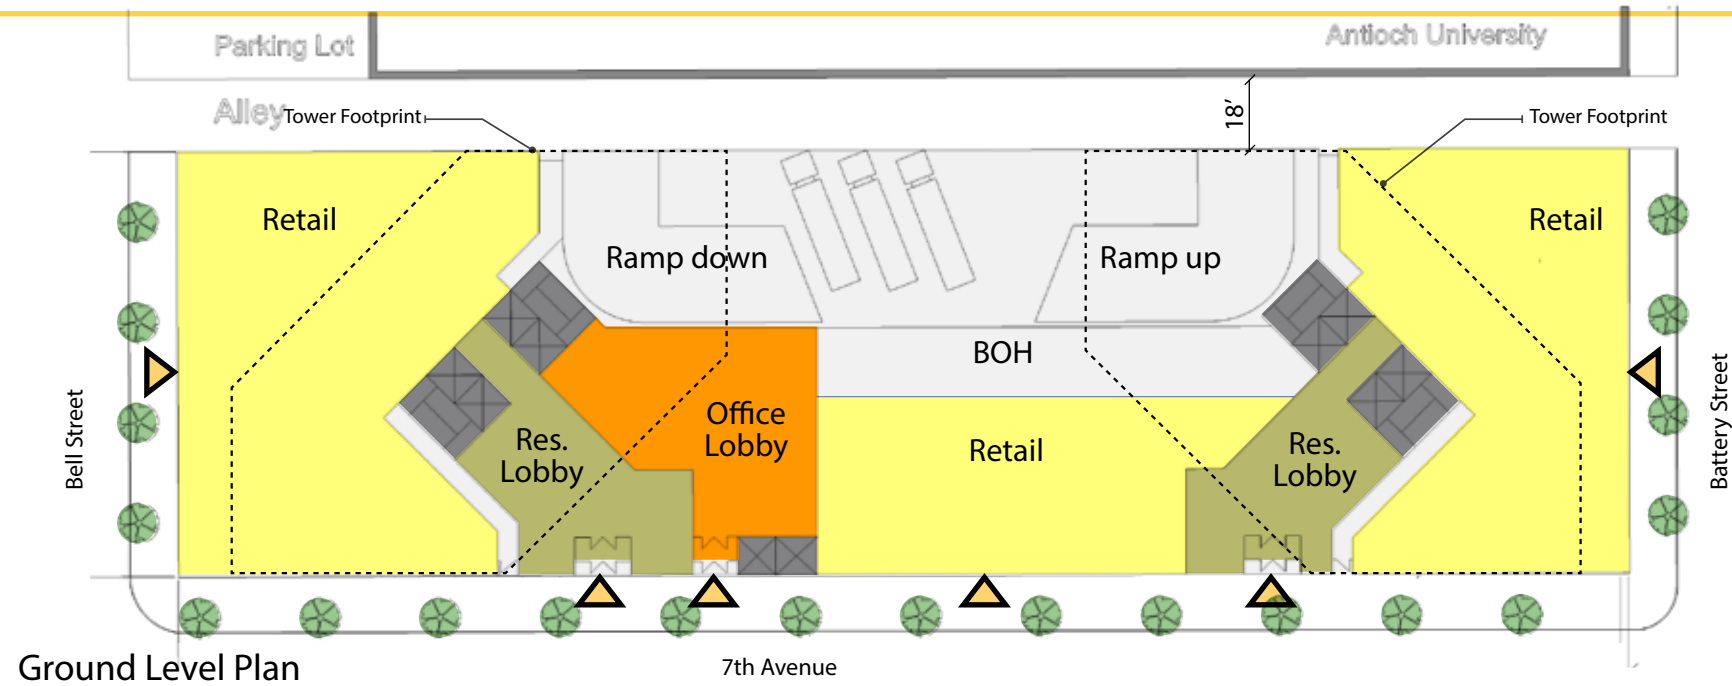 Parking Lot
Antioch University
Alley
Tower Footprint
18’
Tower Footprint
Retail
Retail
Ramp down
Ramp up
BOH
Office
Lobby
Res.
Lobby
Retail
Res.
Lobby
Bell Street
Battery Street
Ground Level Plan
7th Avenue